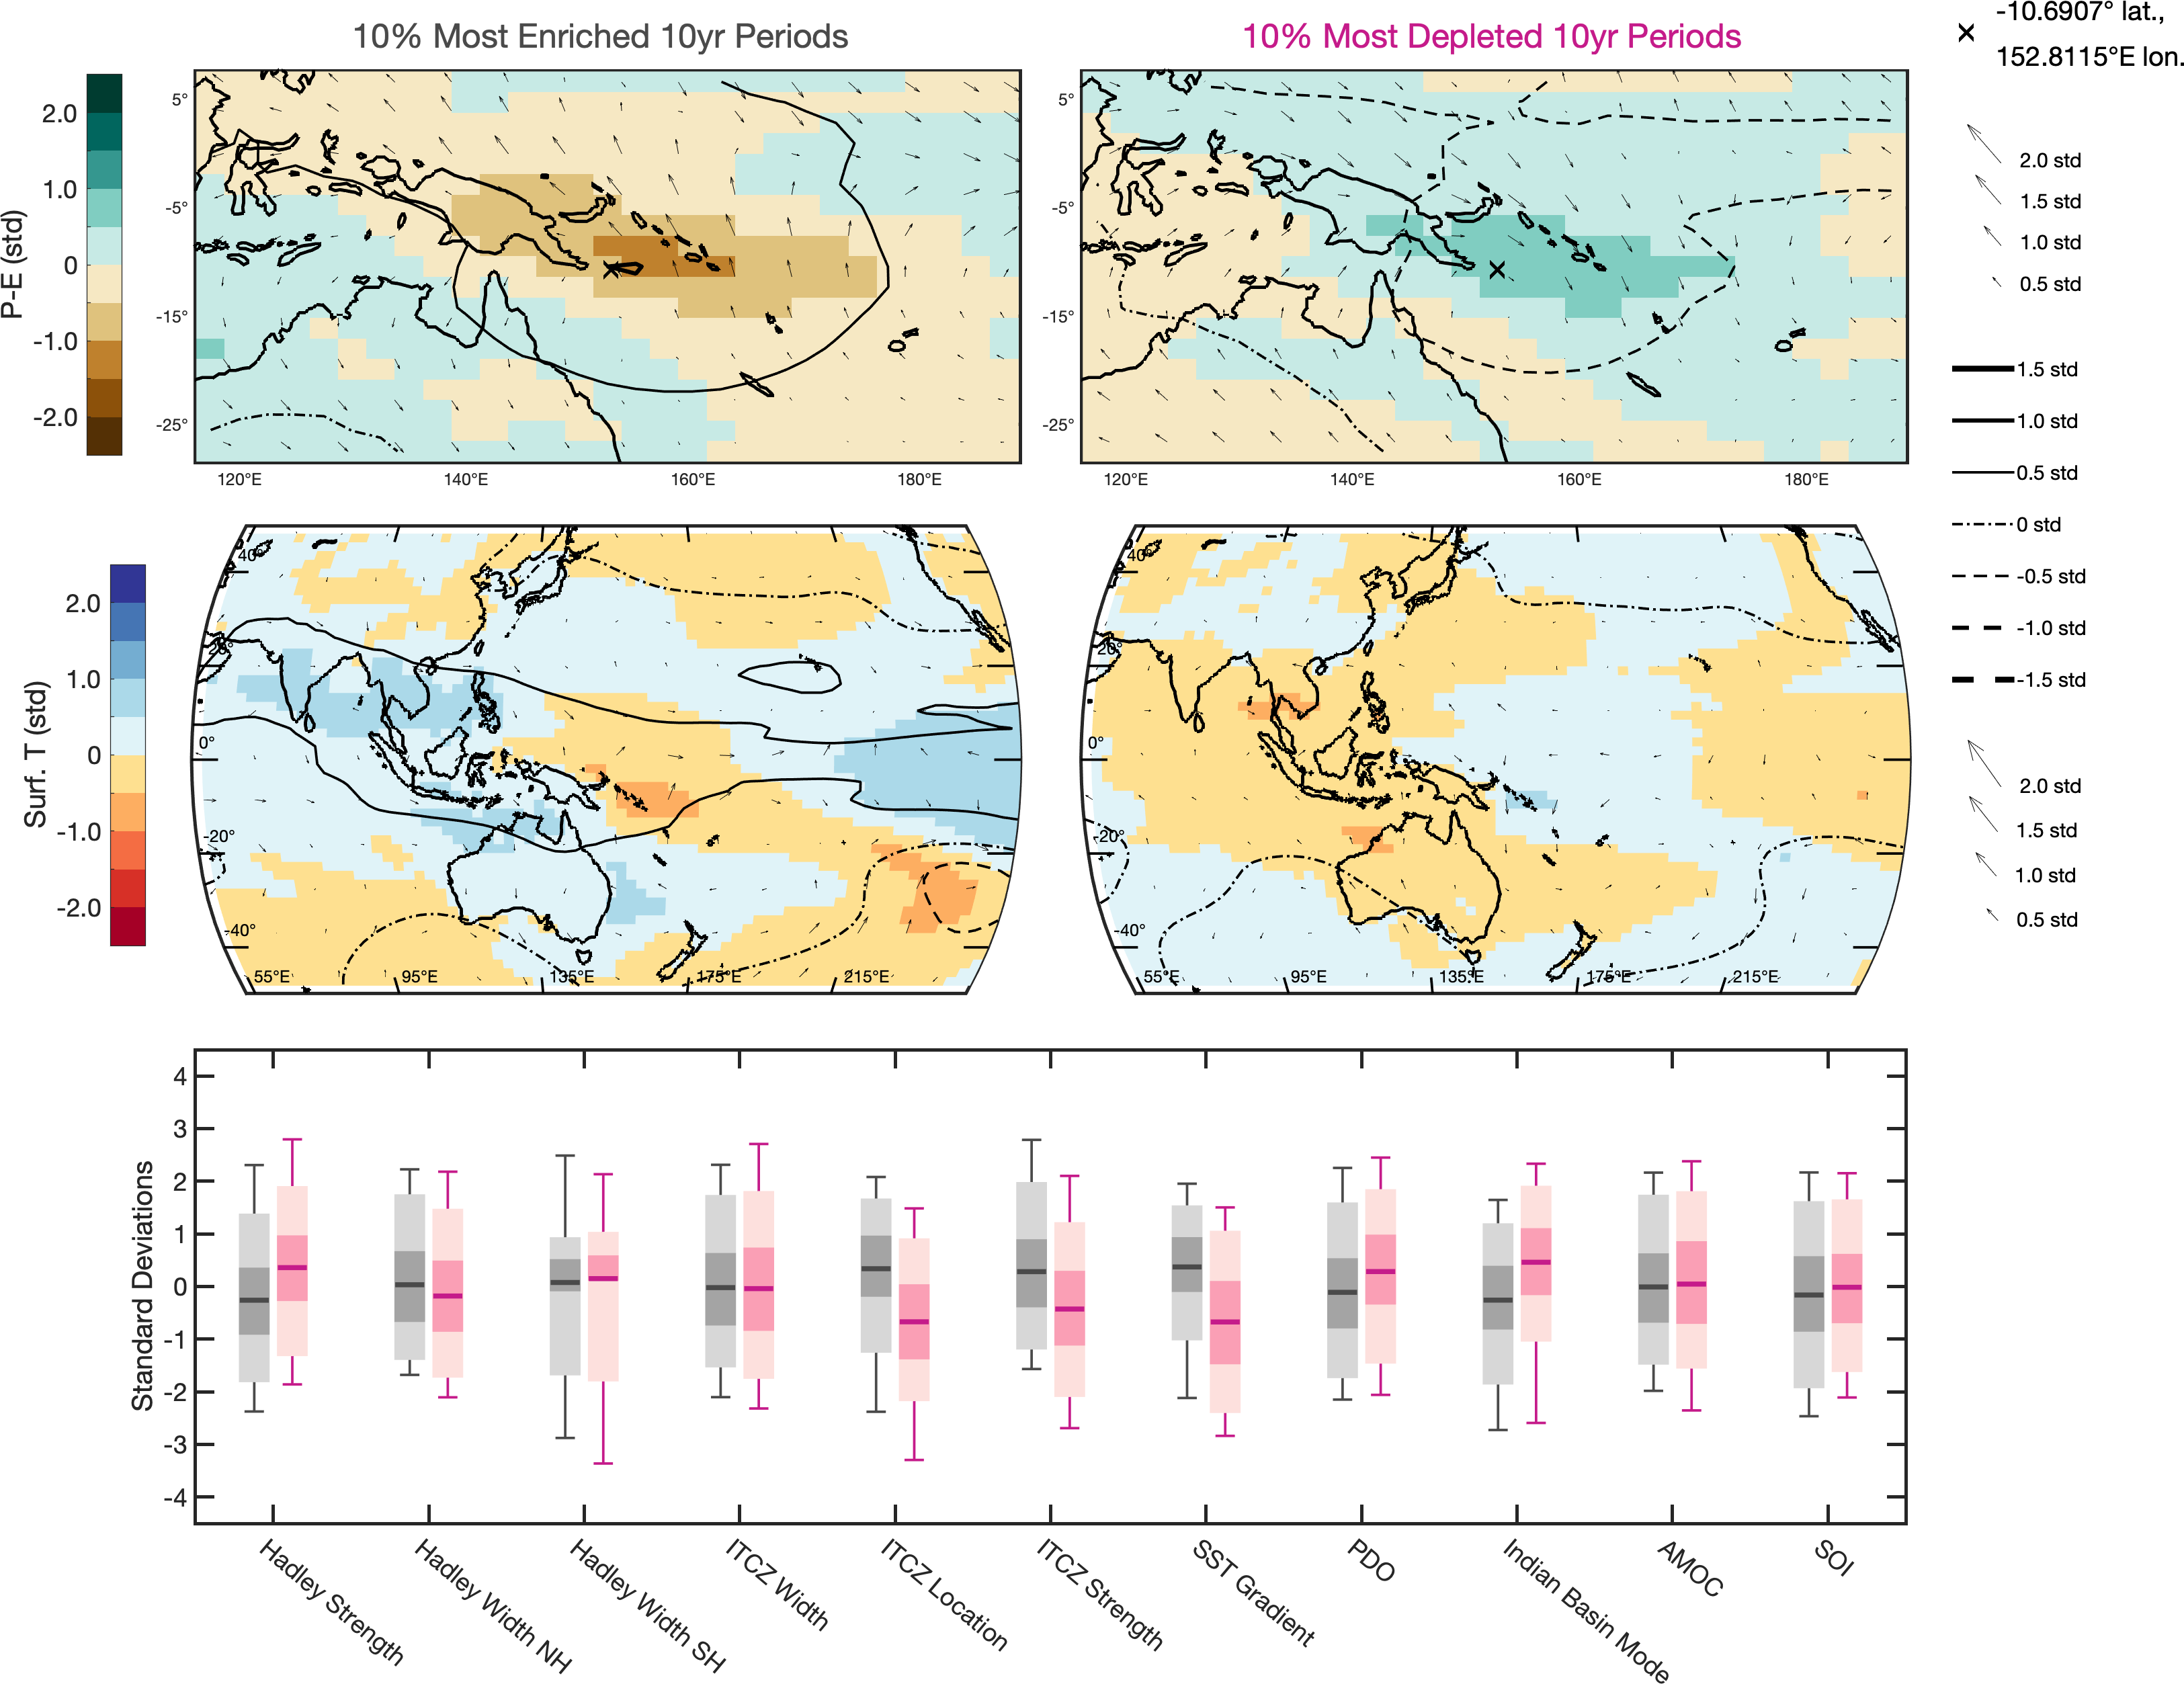 10% Most Enriched 10yr Periods
10% Most Depleted 10yr Periods
-10.6907° lat.,
152.8115°E lon.
P-E (std)
2.0
1.0
0
-1.0
-2.0
5°
-5°
-15°
-25°
120°E
140°E
160°E
180°E
5°
-5°
-15°
-25°
120°E
140°E
160°E
180°E
2.0 std
1.5 std
1.0 std
0.5 std
1.5 std
1.0 std
0.5 std
0 std
-0.5 std
-1.0 std
-1.5 std
Surf. T (std)
2.0
1.0
0
-1.0
-2.0
40°
20°
0°
-20°
-40°
55°E
95°E
135°E
175°E
215°E
40°
20°
0°
-20°
-40°
55°E
95°E
135°E
175°E
215°E
2.0 std
1.5 std
1.0 std
0.5 std
Standard Deviations
4
3
2
1
0
-1
-2
-3
-4
Hadley Strength
Hadley Width NH
Hadley Width SH
ITCZ Width
ITCZ Location
ITCZ Strength
SST Gradient
PDO
Indian Basin Mode
AMOC
SOI